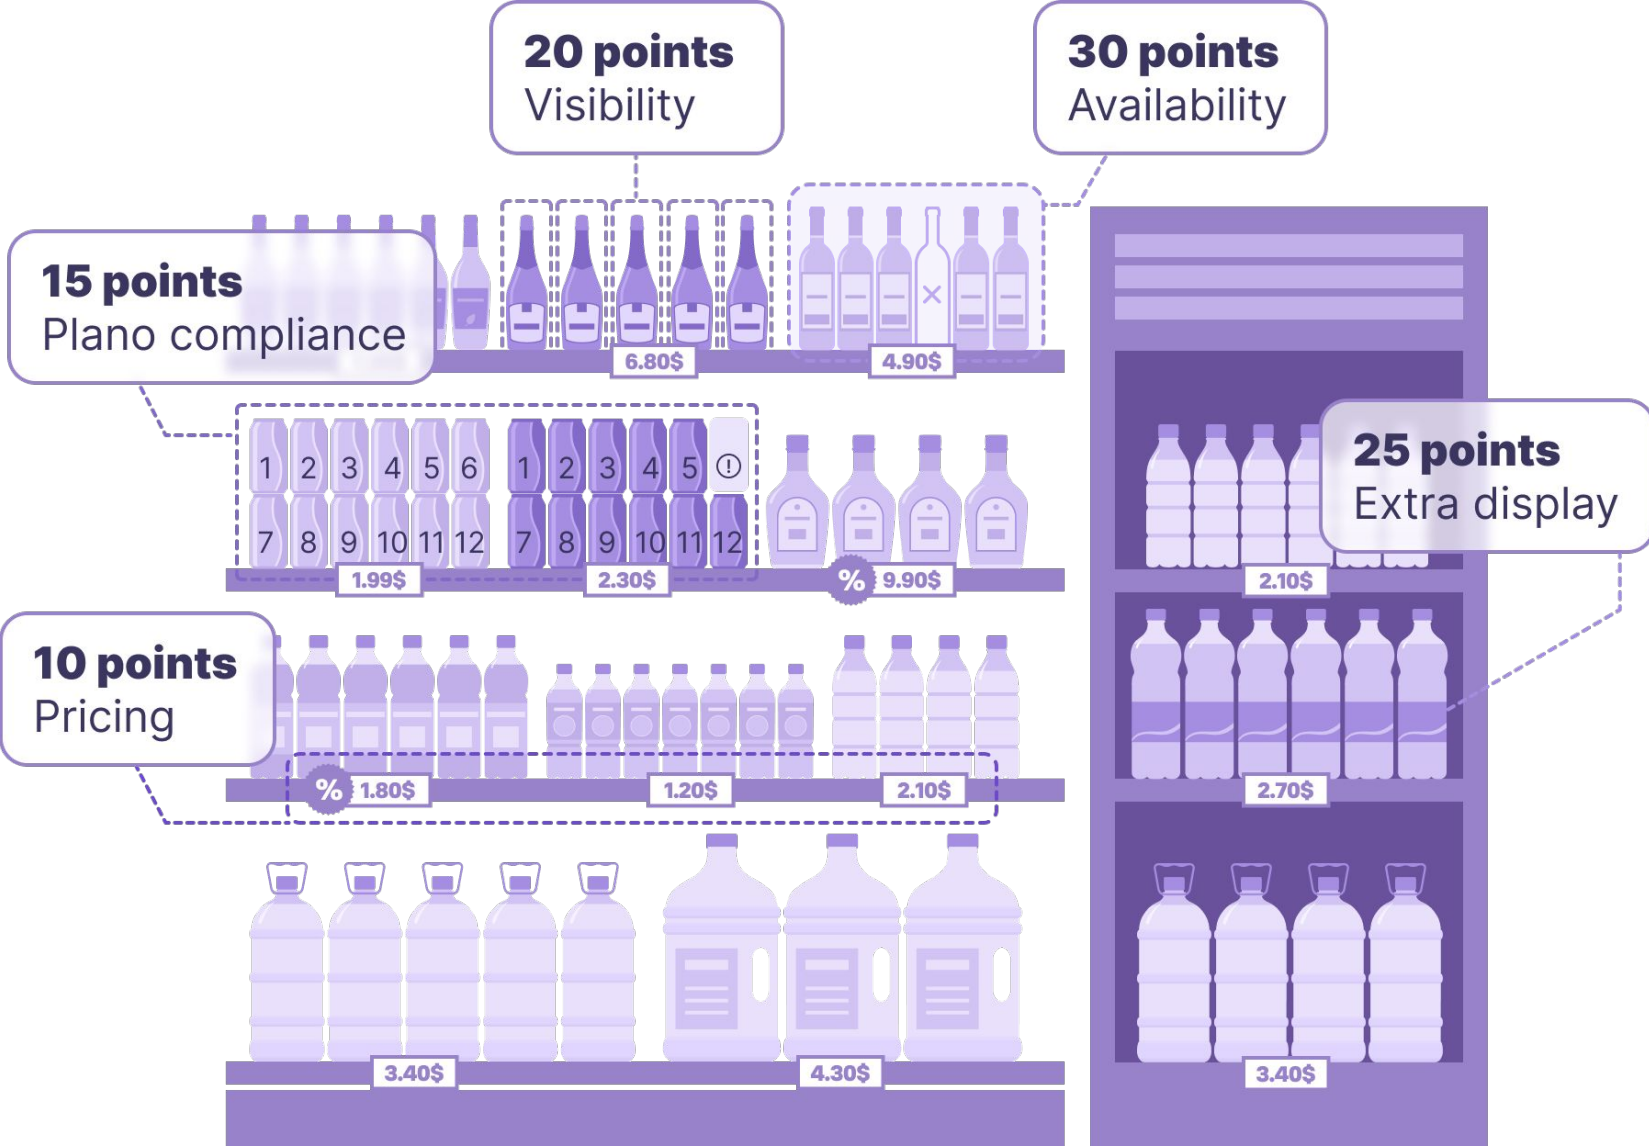 20 points
Visibility
30 points
Availability
15 points
Plano compliance
6.80$
4.90$
1 2 3 4 5 6
1 2 3 4 5 !
7 8 9 10 11 12
7 8 9 10 11 12
1.99$
2.30$
% 9.90$
25 points
Extra display
2.10$
10 points
Pricing
% 1.80$
1.20$
2.10$
2.70$
3.40$
4.30$
3.40$